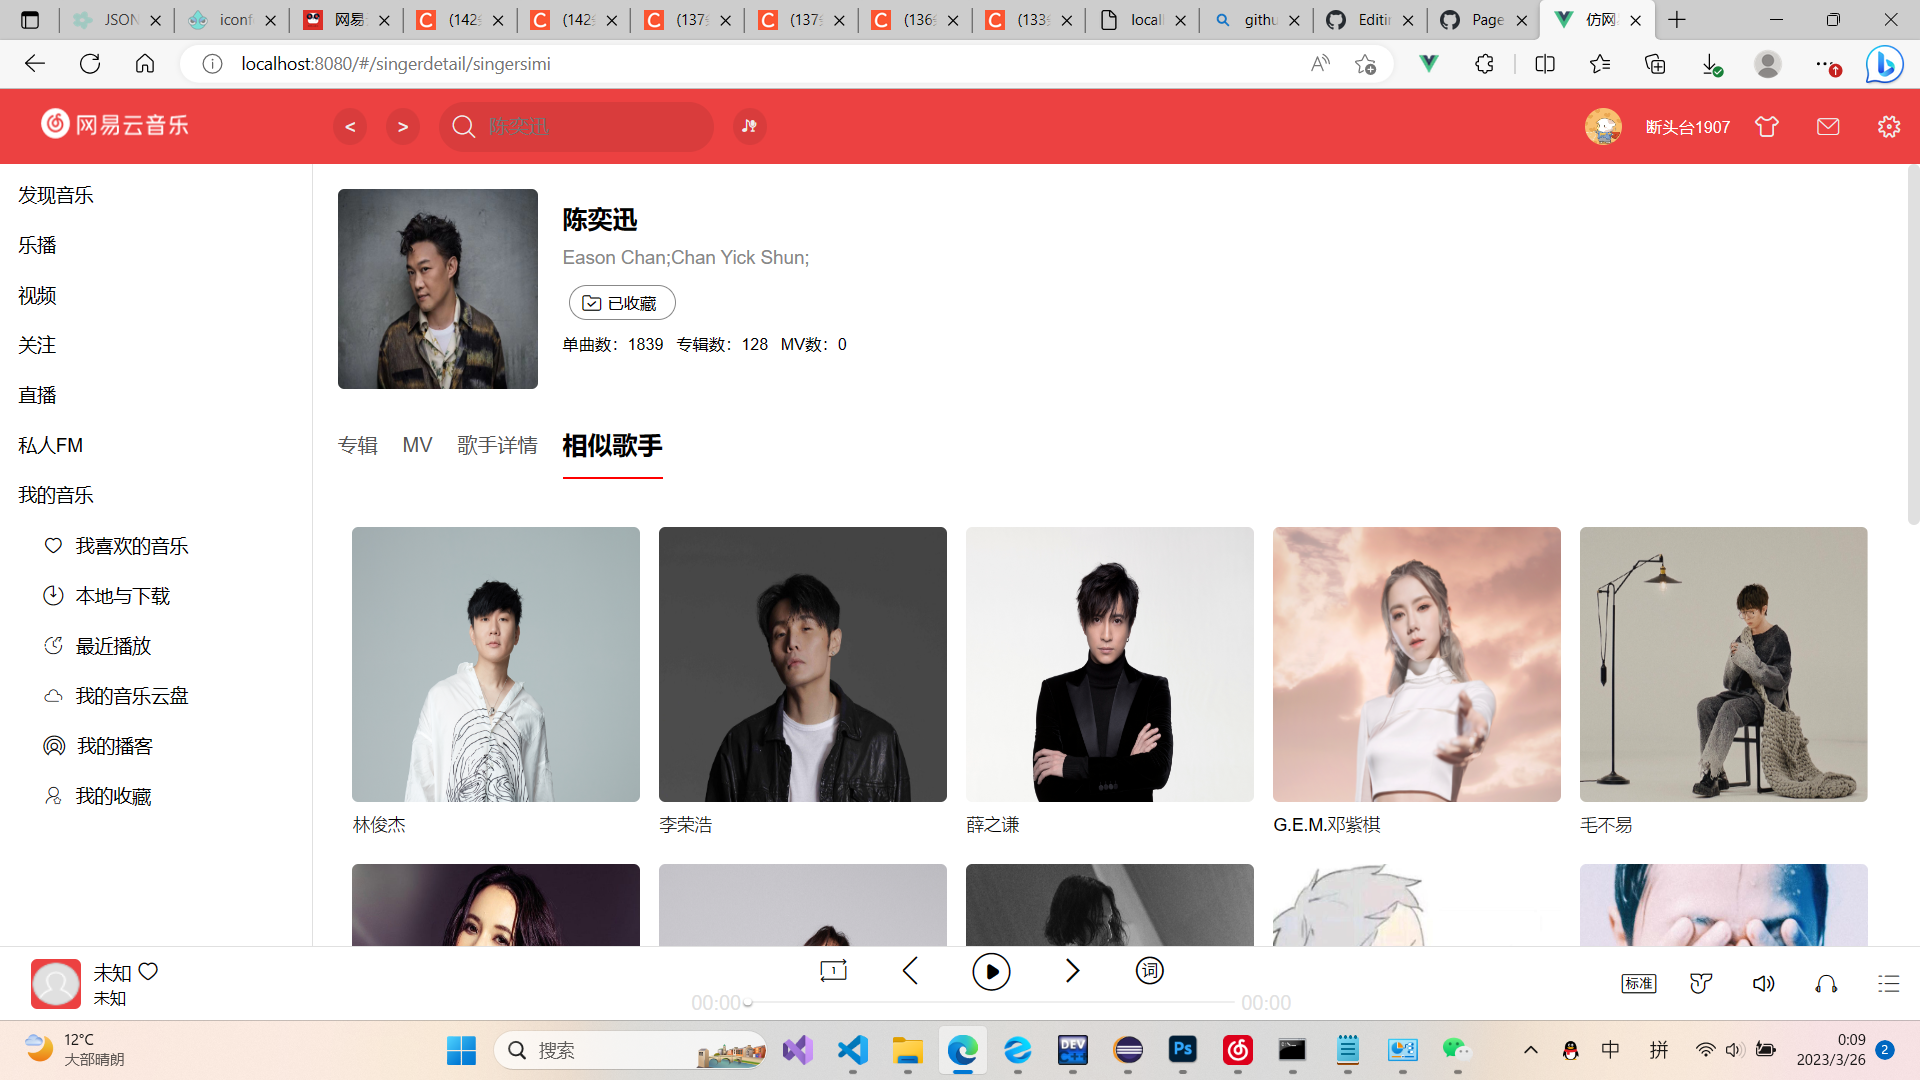 JSON
iconf
网易
(142
(142
(137
(137
(136
(133
local
githu
Editin
Page
仿网
localhost:8080/#/singerdetail/singersimi
网易云音乐
<
>
陈奕迅
断头台1907
发现音乐
乐播
视频
关注
直播
私人FM
我的音乐
我喜欢的音乐
本地与下载
最近播放
我的音乐云盘
我的播客
我的收藏
陈奕迅
Eason Chan;Chan Yick Shun;
已收藏
单曲数：1839 专辑数：128 MV数：0
专辑 MV 歌手详情 相似歌手
林俊杰
李荣浩
薛之谦
G.E.M.邓紫棋
毛不易
未知
未知
1
词
00:00
00:00
标准
12°C
大部晴朗
搜索
DEV
Ps
中
拼
0:09
2023/3/26
2